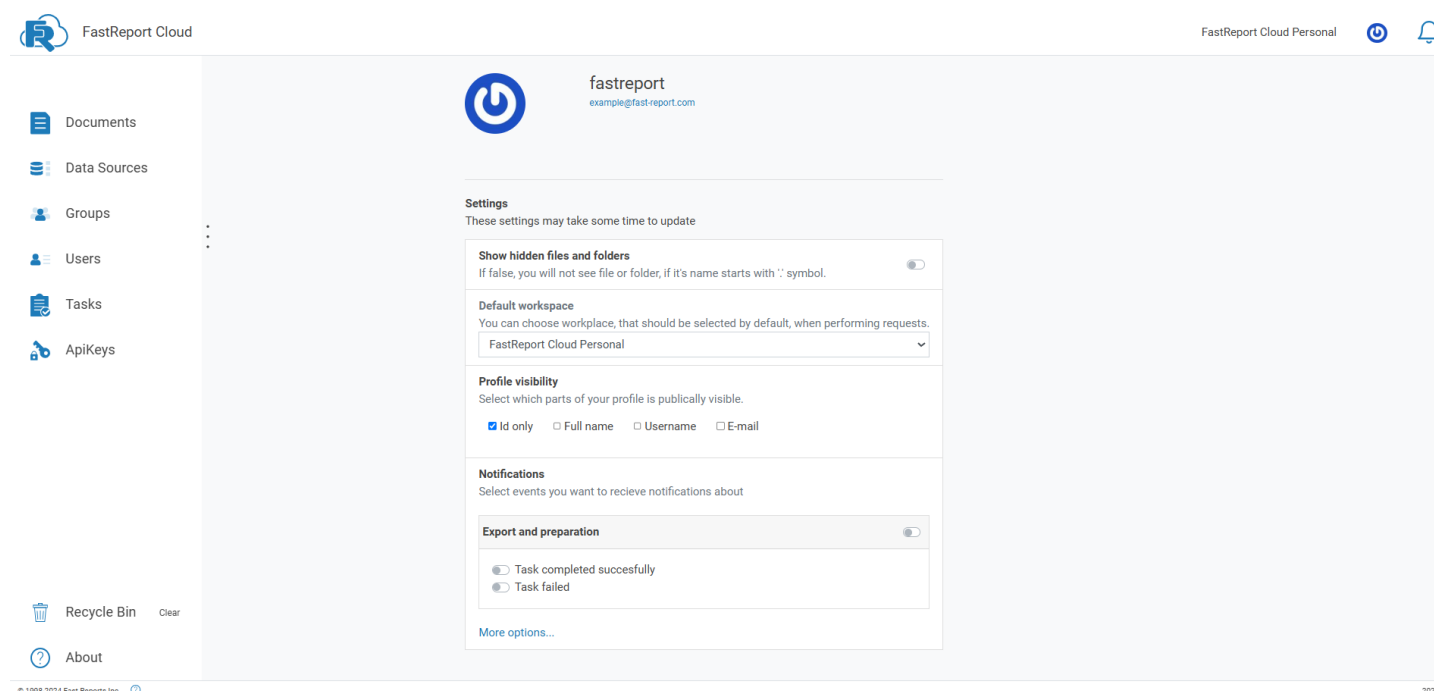 FastReport Cloud
FastReport Cloud Personal
Documents
Data Sources
Groups
Users
Tasks
ApiKeys
Recycle Bin Clear
About
fastreport
example@fast-report.com
Settings
These settings may take some time to update
Show hidden files and folders
If false, you will not see file or folder, if it's name starts with '.' symbol.
Default workspace
You can choose workplace, that should be selected by default, when performing requests.
FastReport Cloud Personal
Profile visibility
Select which parts of your profile is publically visible.
Id only Full name Username E-mail
Notifications
Select events you want to recieve notifications about
Export and preparation
Task completed succesfully
Task failed
More options...
© 1998-2024 Fast Reports Inc.